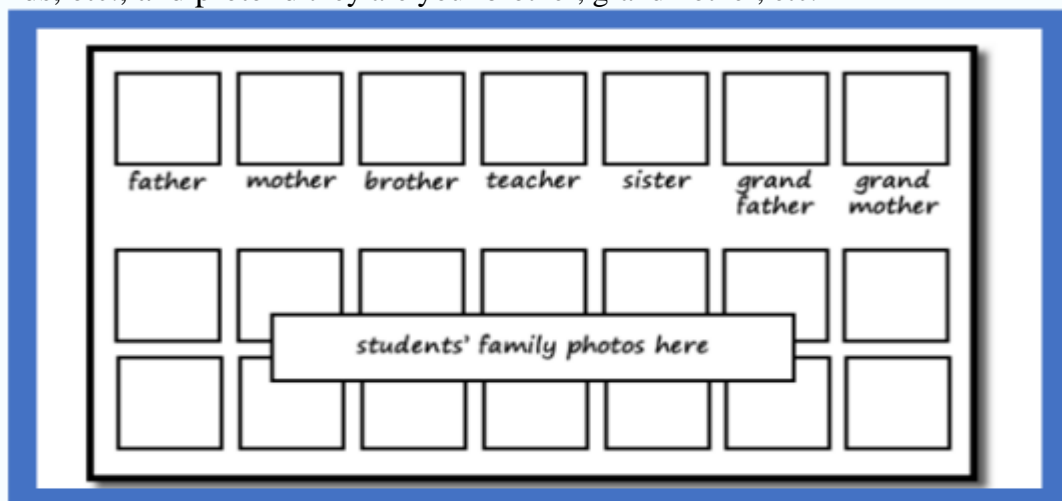 father mother brother teacher sister grand father grand mother
students' family photos here